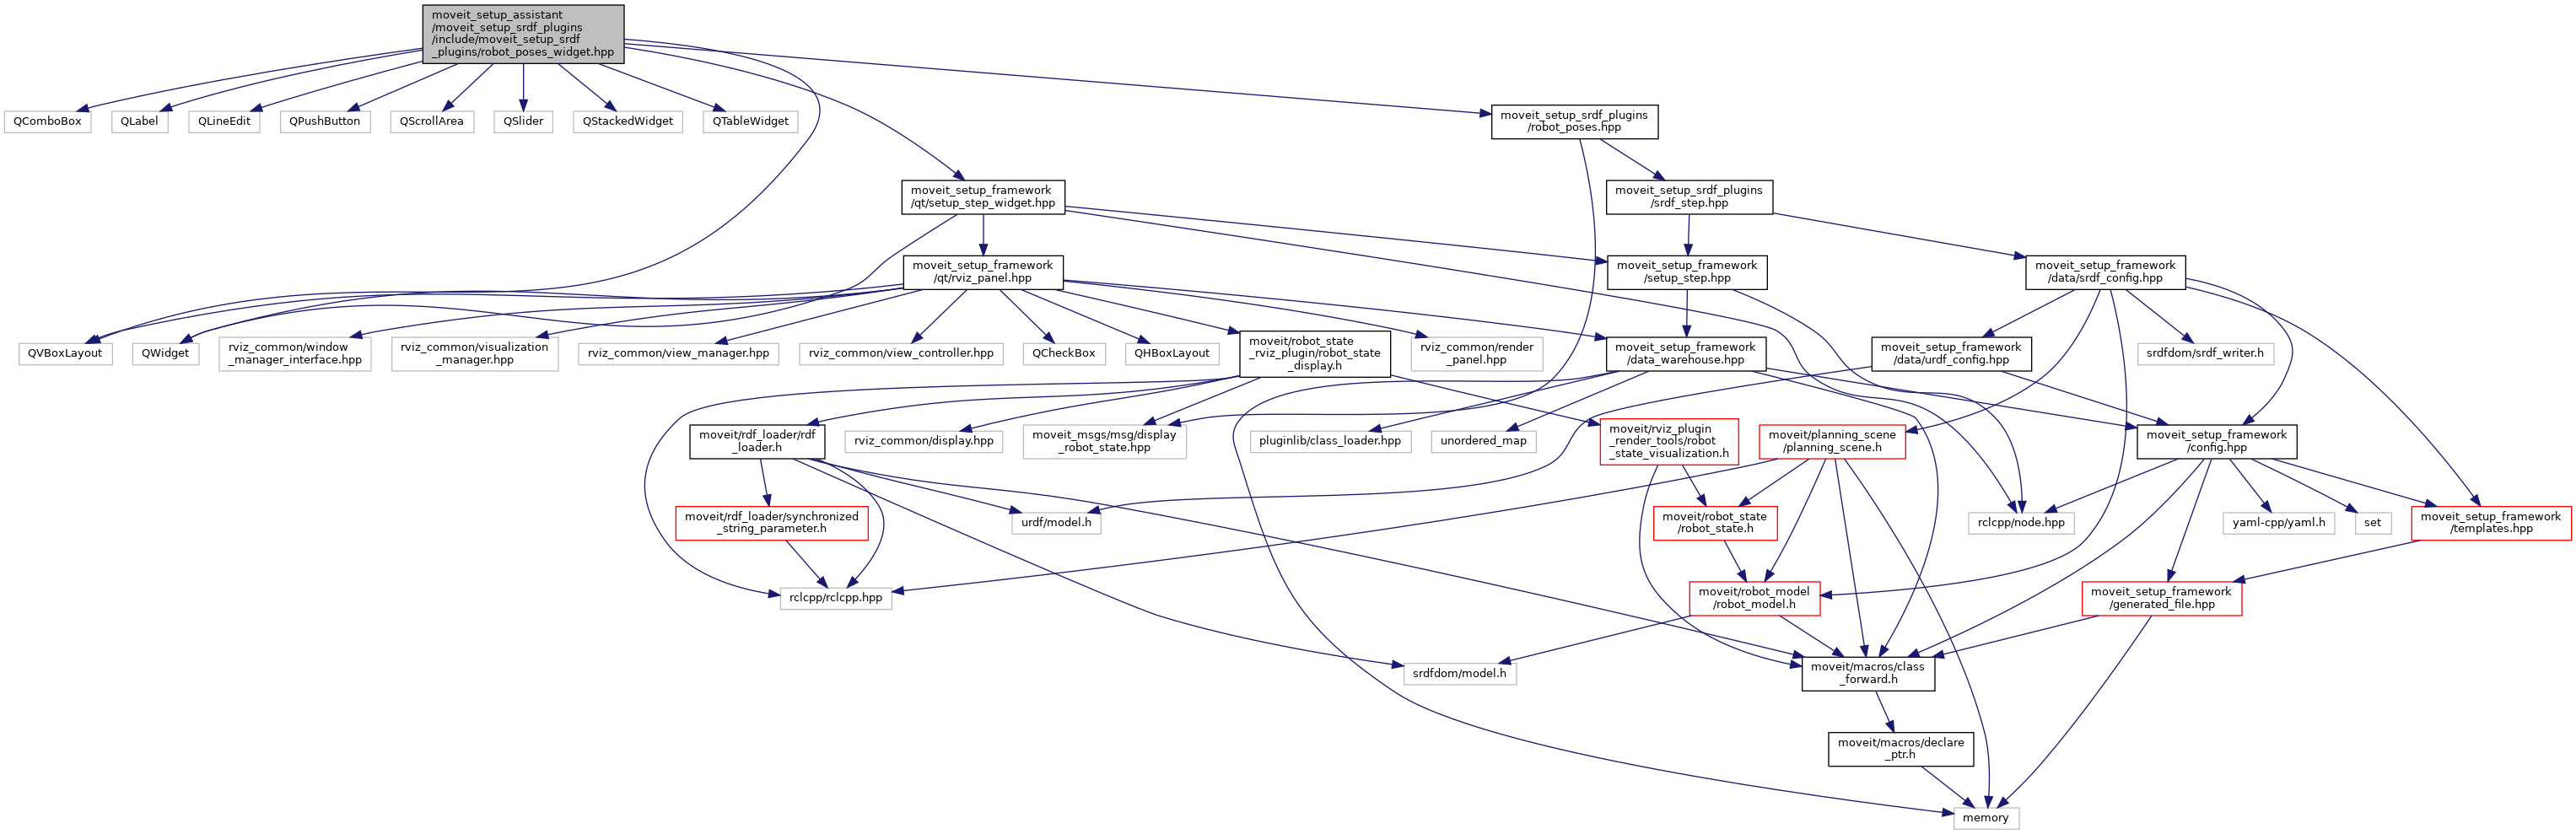 moveit_setup_assistant
/moveit_setup_srdf_plugins
/include/moveit_setup_srdf
_plugins/robot_poses_widget.hpp
QComboBox
QLabel
QLineEdit
QPushButton
QScrollArea
QSlider
QStackedWidget
QTableWidget
moveit_setup_srdf_plugins
/robot_poses.hpp
moveit_setup_framework
/qt/setup_step_widget.hpp
moveit_setup_srdf_plugins
/srdf_step.hpp
moveit_setup_framework
/qt/rviz_panel.hpp
moveit_setup_framework
/setup_step.hpp
moveit_setup_framework
/data/srdf_config.hpp
QVBoxLayout
QWidget
rviz_common/window
_manager_interface.hpp
rviz_common/visualization
_manager.hpp
rviz_common/view_manager.hpp
rviz_common/view_controller.hpp
QCheckBox
QHBoxLayout
moveit/robot_state
_rviz_plugin/robot_state
_display.h
rviz_common/render
_panel.hpp
moveit_setup_framework
/data_warehouse.hpp
moveit_setup_framework
/data/urdf_config.hpp
srdfdom/srdf_writer.h
moveit/rdf_loader/rdf
_loader.h
rviz_common/display.hpp
moveit_msgs/msg/display
_robot_state.hpp
pluginlib/class_loader.hpp
unordered_map
moveit/rviz_plugin
_render_tools/robot
_state_visualization.h
moveit/planning_scene
/planning_scene.h
moveit_setup_framework
/config.hpp
moveit/rdf_loader/synchronized
_string_parameter.h
urdf/model.h
moveit/robot_state
/robot_state.h
rclcpp/node.hpp
yaml-cpp/yaml.h
set
moveit_setup_framework
/templates.hpp
rclcpp/rclcpp.hpp
moveit/robot_model
/robot_model.h
moveit_setup_framework
/generated_file.hpp
srdfdom/model.h
moveit/macros/class
_forward.h
moveit/macros/declare
_ptr.h
memory